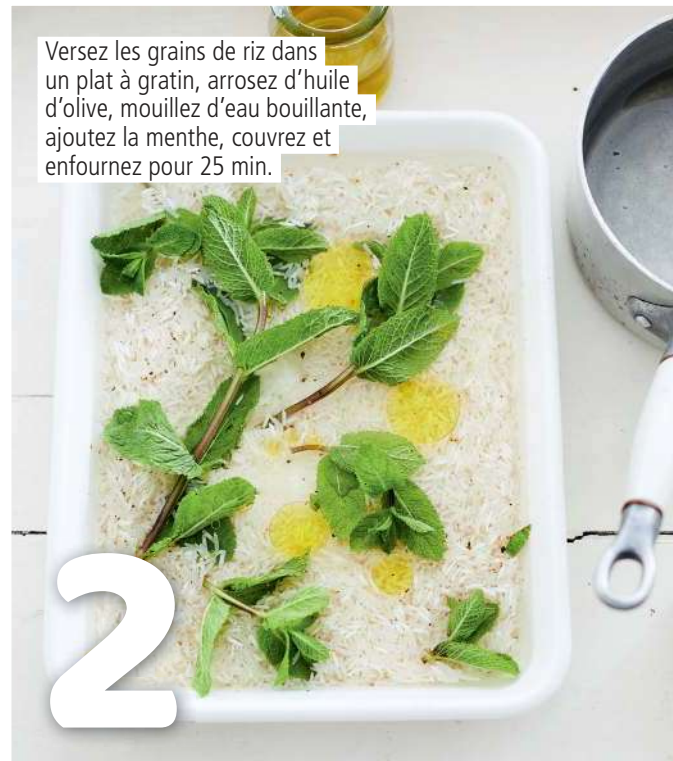 Versez les grains de riz dans
un plat à gratin, arrosez d’huile
d’olive, mouillez d’eau bouillante,
ajoutez la menthe, couvrez et
enfournez pour 25 min.
2